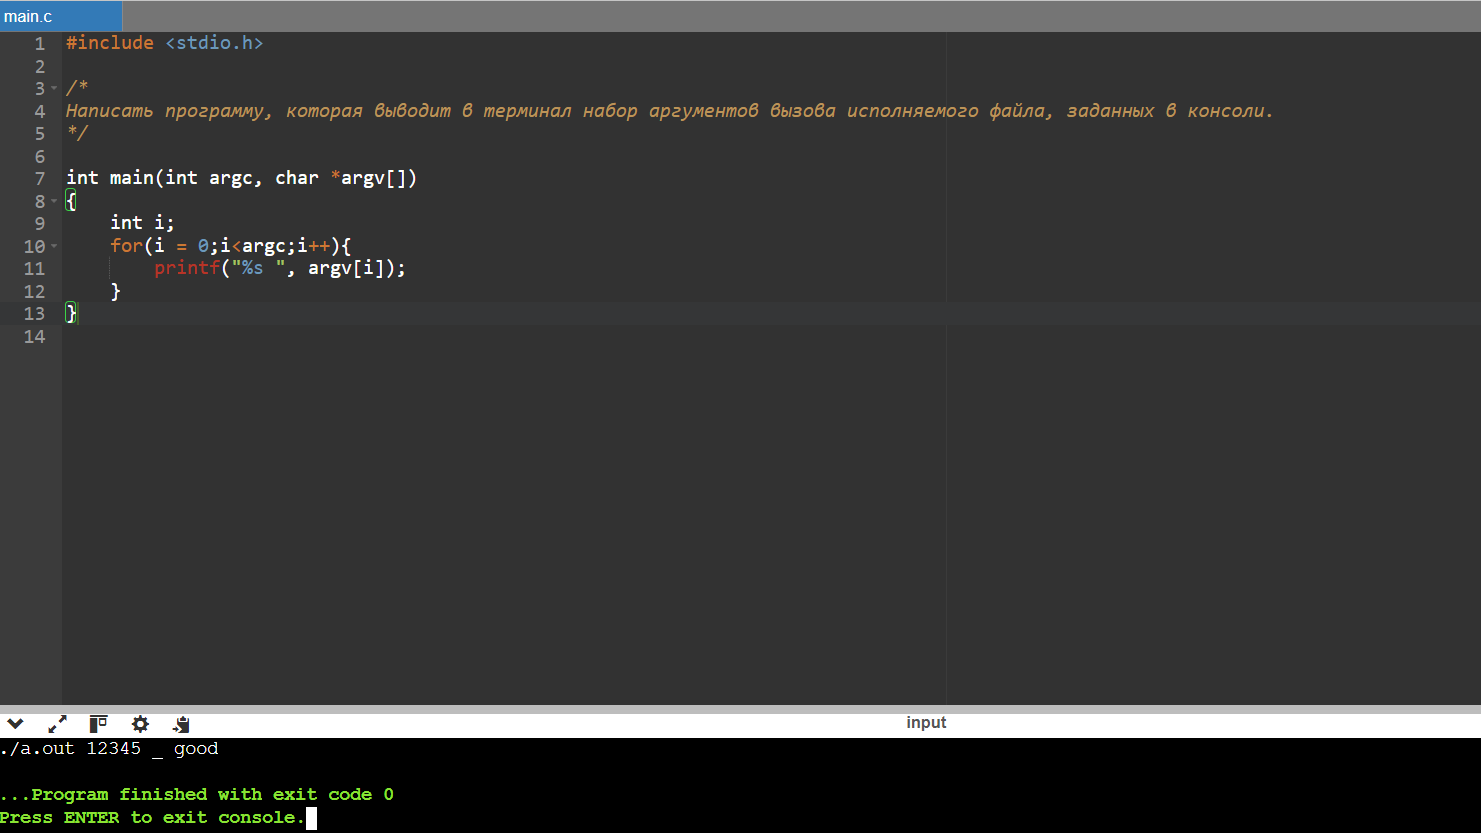 main.c
1 #include <stdio.h>
2
3 /*
4 Написать программу, которая выводит в терминал набор аргументов вызова исполняемого файла, заданных в консоли.
5 */
6
7 int main(int argc, char *argv[])
8 {
9     int i;
10     for(i = 0;i<argc;i++){
11         printf("%s ", argv[i]);
12     }
13 }
14
input
./a.out 12345 _ good
...Program finished with exit code 0
Press ENTER to exit console.